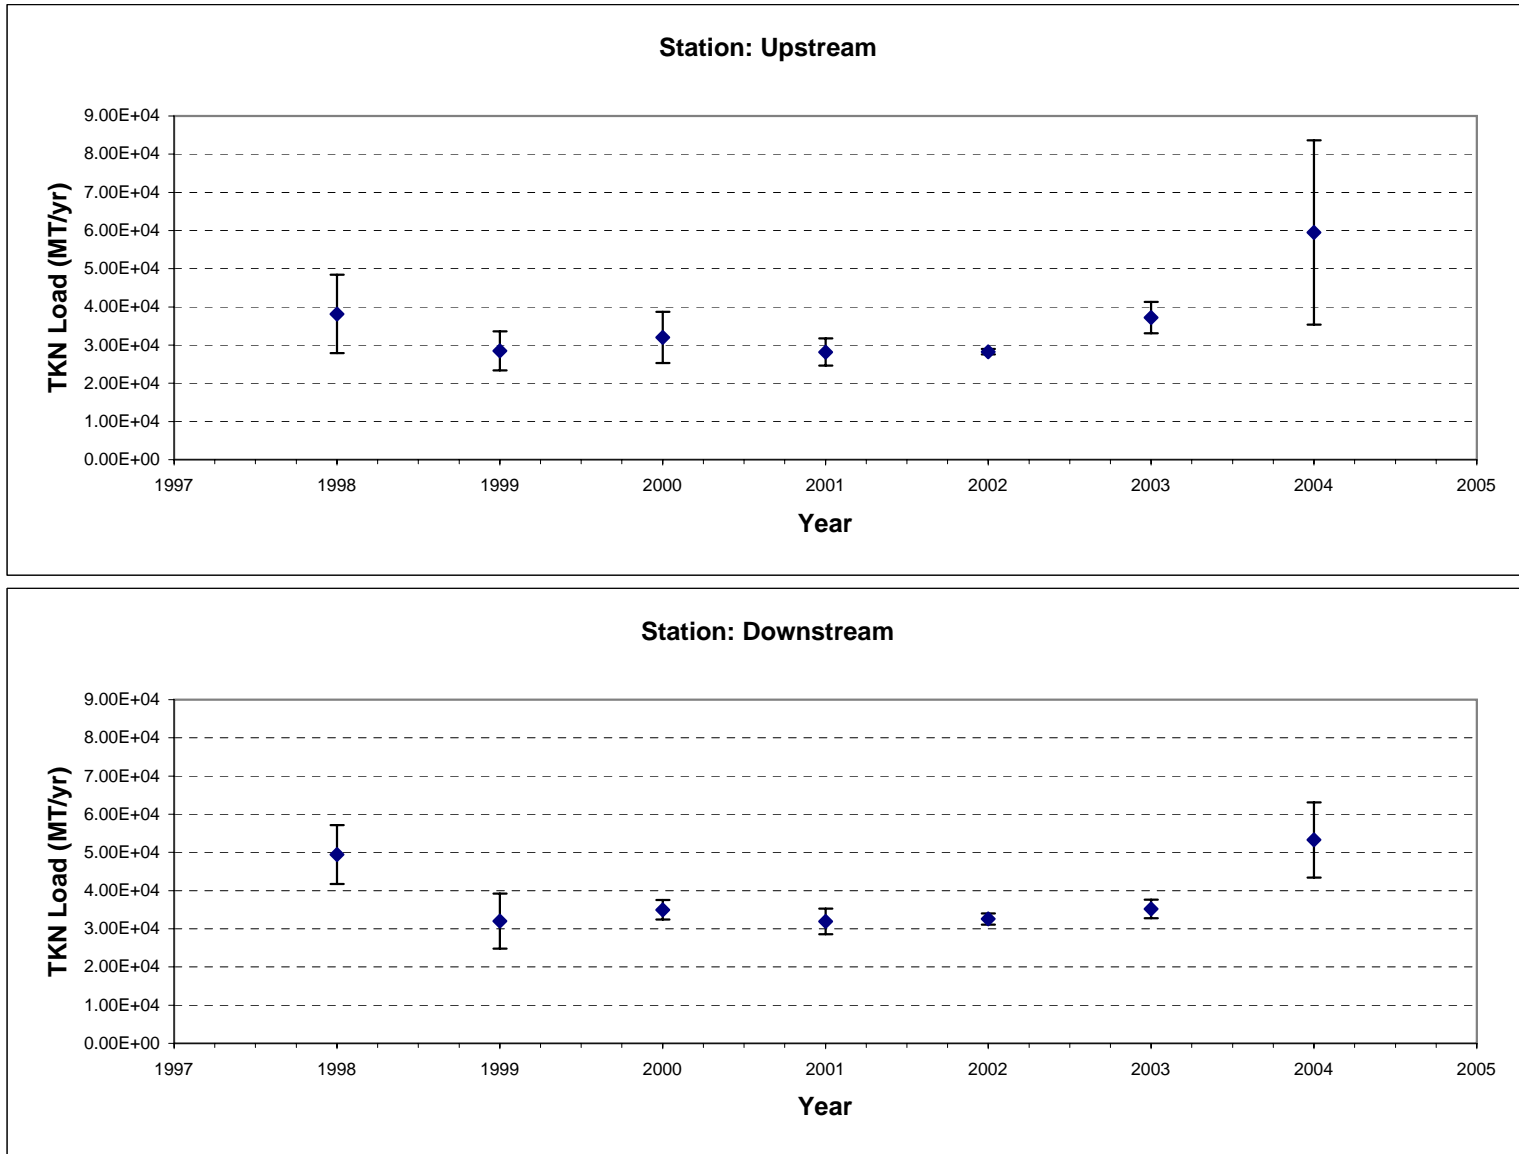 Station: Upstream
TKN Load (MT/yr)
9.00E+04
8.00E+04
7.00E+04
6.00E+04
5.00E+04
4.00E+04
3.00E+04
2.00E+04
1.00E+04
0.00E+00
1997 1998 1999 2000 2001 2002 2003 2004 2005
Year
Station: Downstream
TKN Load (MT/yr)
9.00E+04
8.00E+04
7.00E+04
6.00E+04
5.00E+04
4.00E+04
3.00E+04
2.00E+04
1.00E+04
0.00E+00
1997 1998 1999 2000 2001 2002 2003 2004 2005
Year